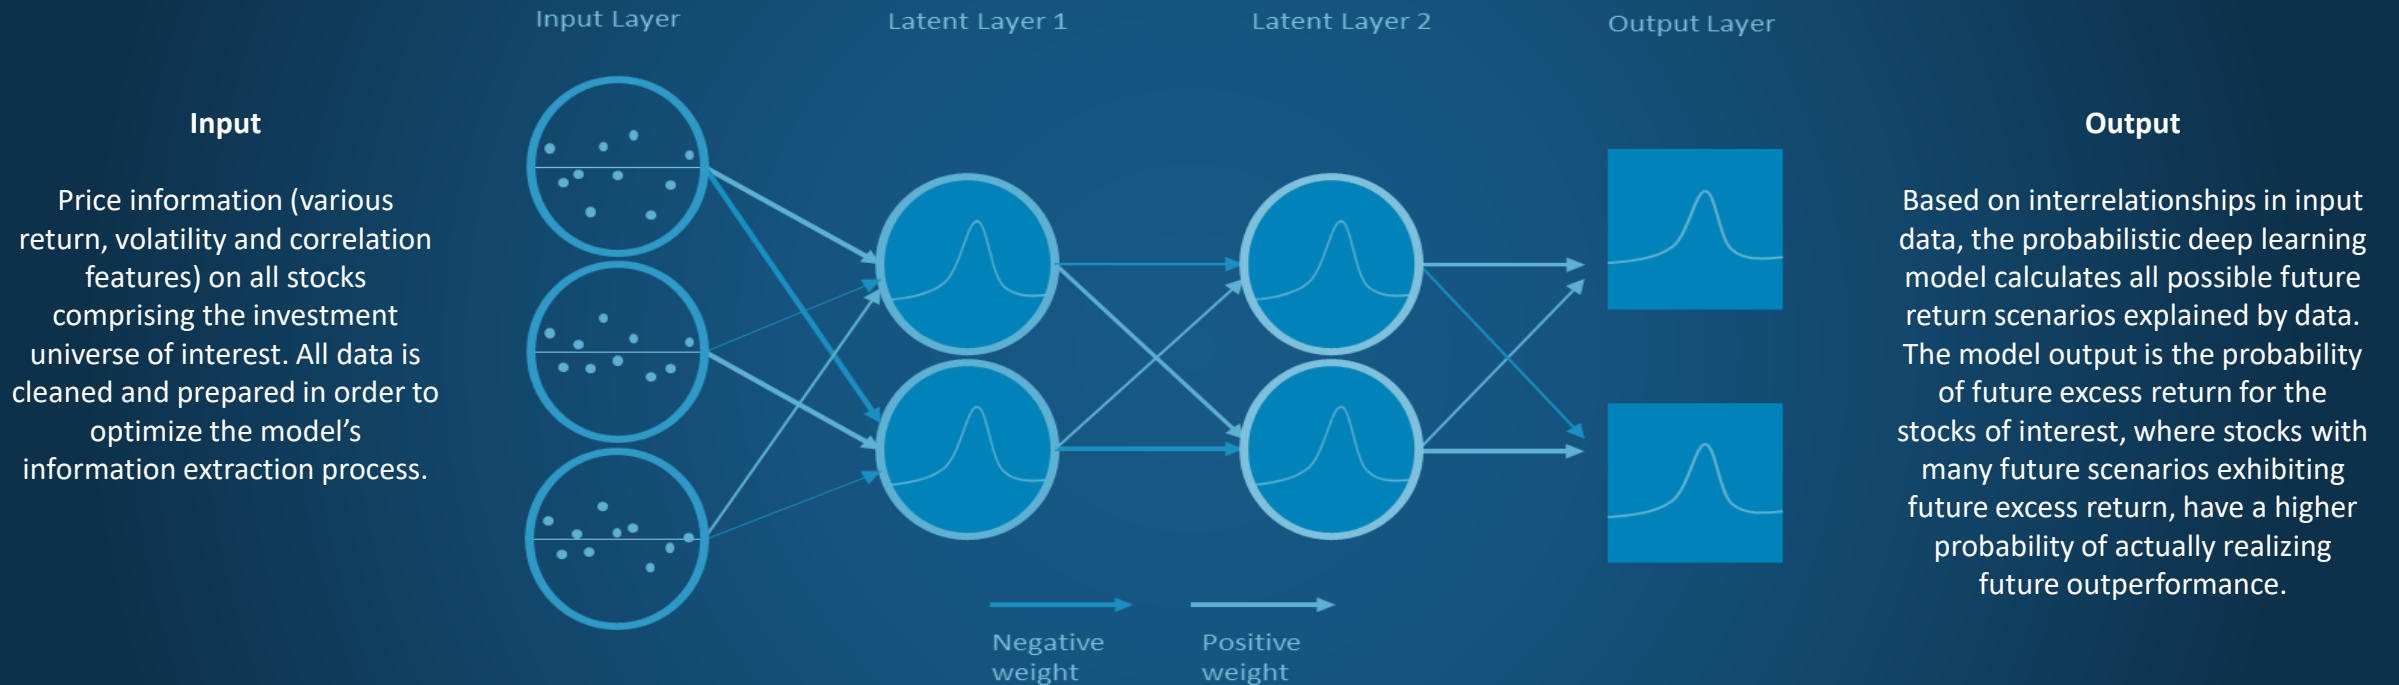 Input Layer
Latent Layer 1
Latent Layer 2
Output Layer
Input
Price information (various
return, volatility and correlation
features) on all stocks
comprising the investment
universe of interest. All data is
cleaned and prepared in order to
optimize the model’s
information extraction process.
Output
Based on interrelationships in input
data, the probabilistic deep learning
model calculates all possible future
return scenarios explained by data.
The model output is the probability
of future excess return for the
stocks of interest, where stocks with
many future scenarios exhibiting
future excess return, have a higher
probability of actually realizing
future outperformance.
Negative
weight
Positive
weight